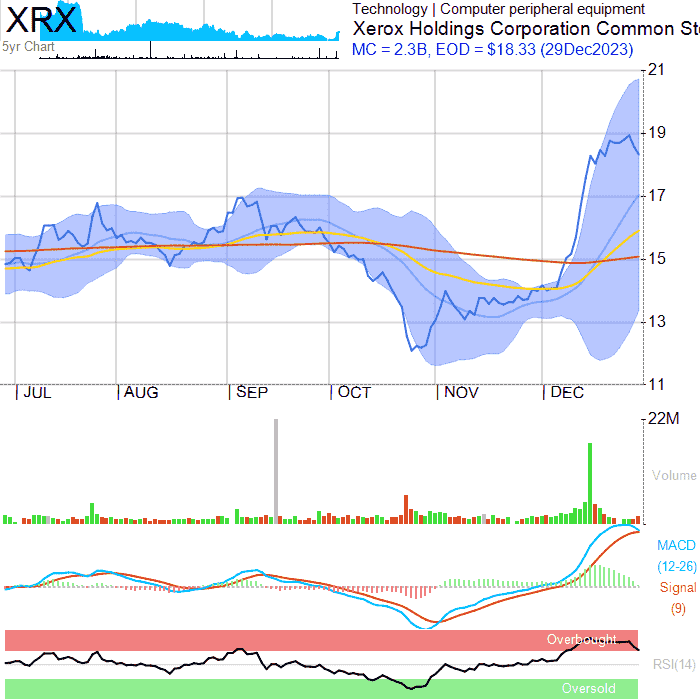 XRX
5yr Chart
Technology | Computer peripheral equipment
Xerox Holdings Corporation Common Sto
MC = 2.3B, EOD = $18.33 (29Dec2023)
21
19
17
15
13
11
|JUL |AUG |SEP |OCT |NOV |DEC
22M
Volume
MACD
(12-26)
Signal
(9)
Overbought
RSI(14)
Oversold